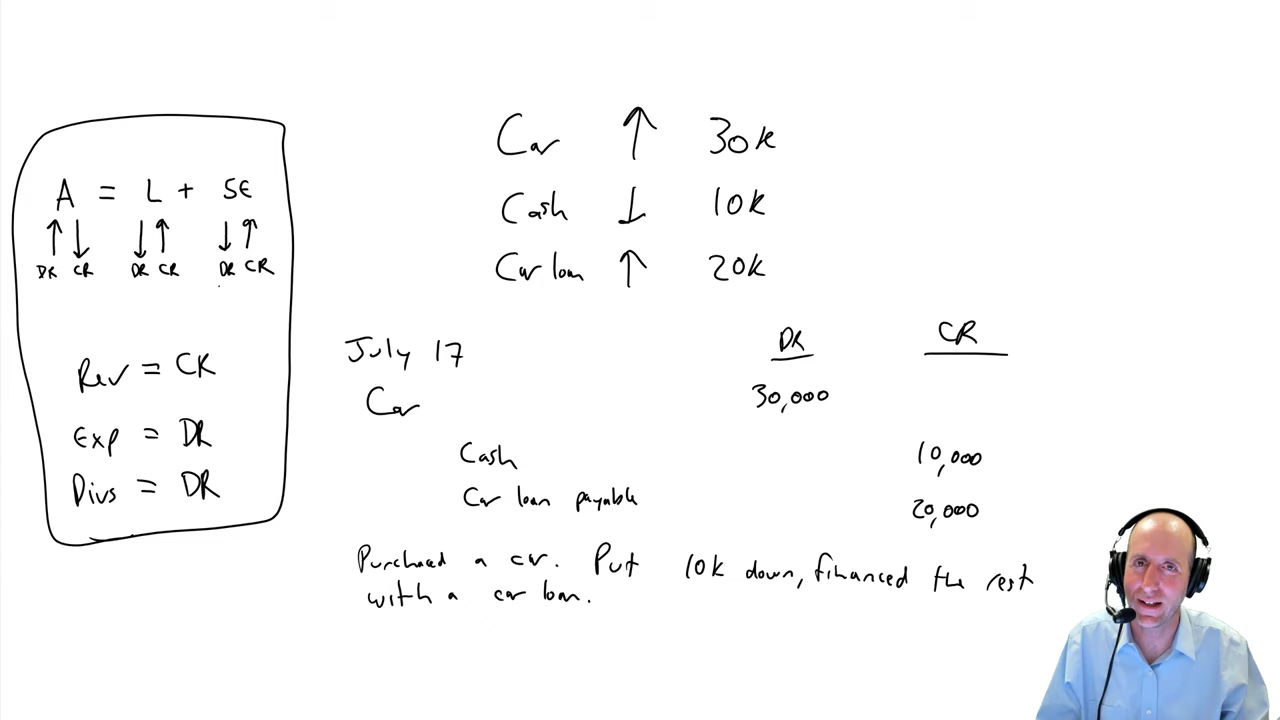 A = L + SE
↑ ↓ ↓ ↑ ↓ ↑
DR CR DR CR DR CR
Rev = CR
Exp = DR
Divs = DR
Car ↑ 30k
Cash ↓ 10k
Car loan ↑ 20k
July 17 DR CR
Car 30,000
Cash 10,000
Car loan payable 20,000
Purchased a car. Put 10k down, financed the rest
with a car loan.